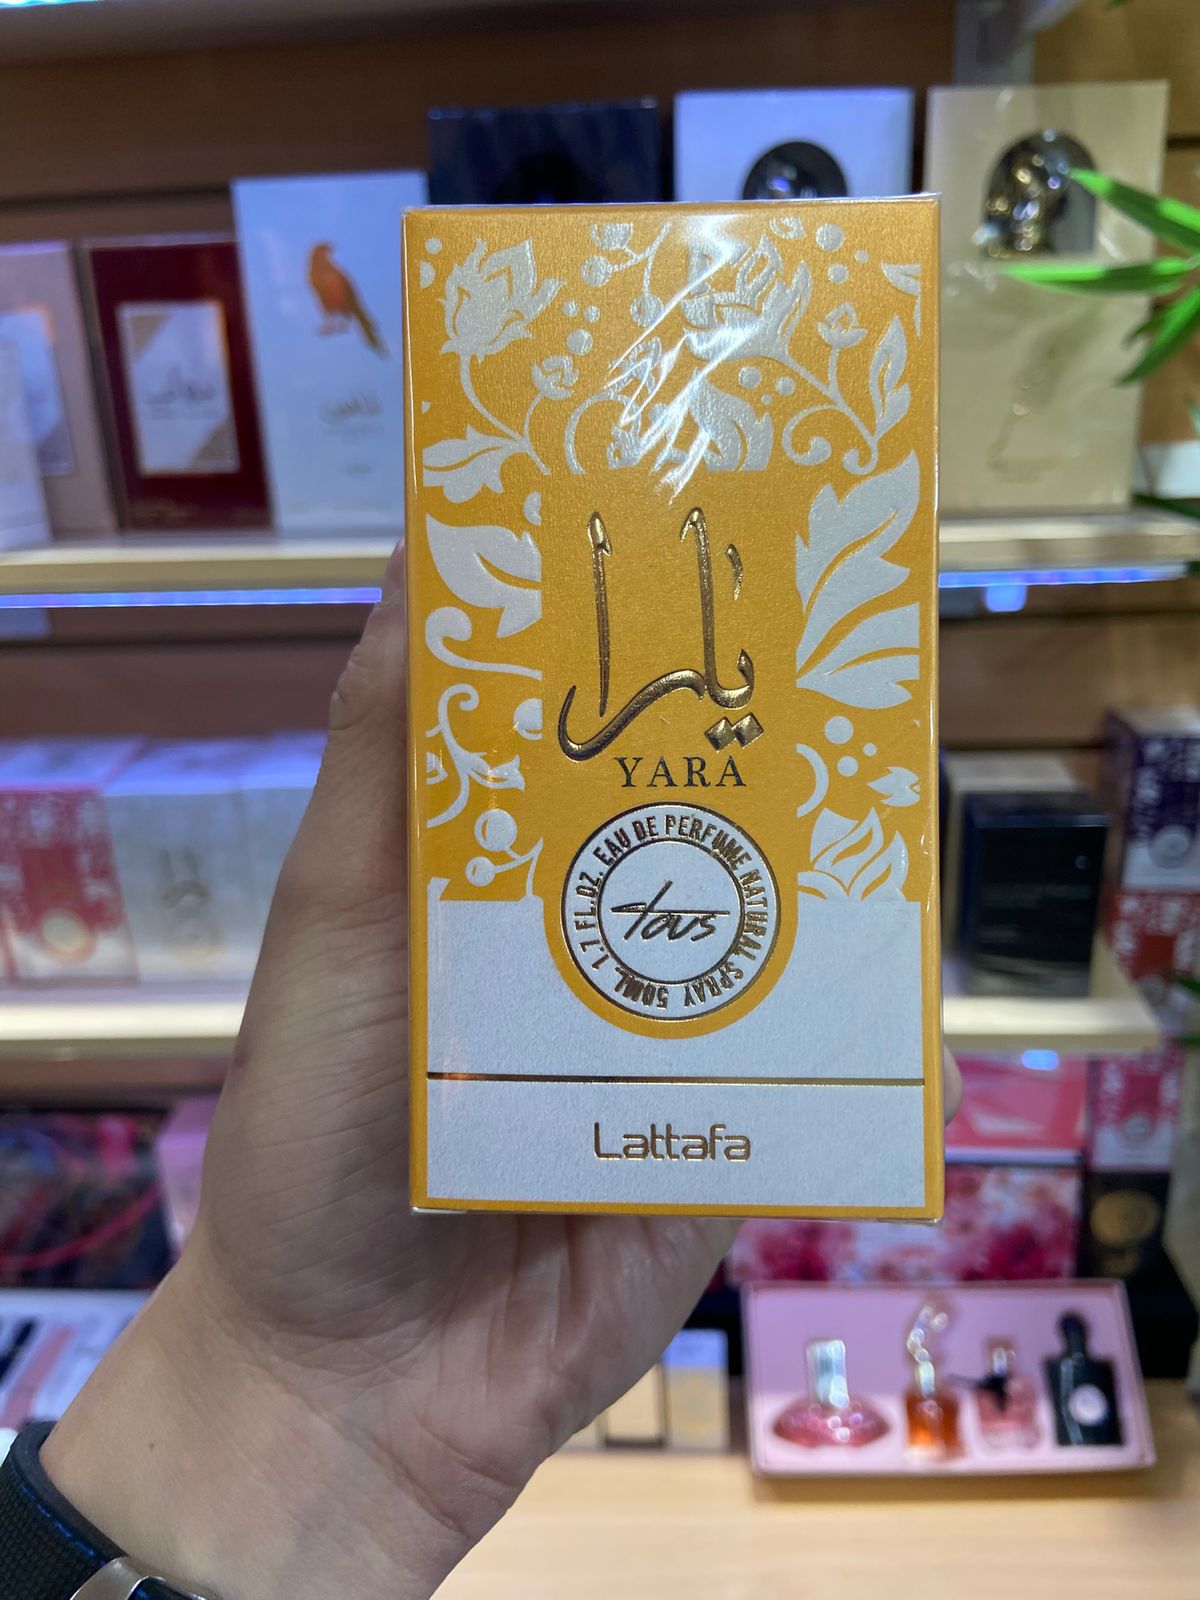 يارا
YARA
EAU DE PERFUME NATURAL SPRAY 50ML. 1.7 FL.OZ.
tous
Lattafa